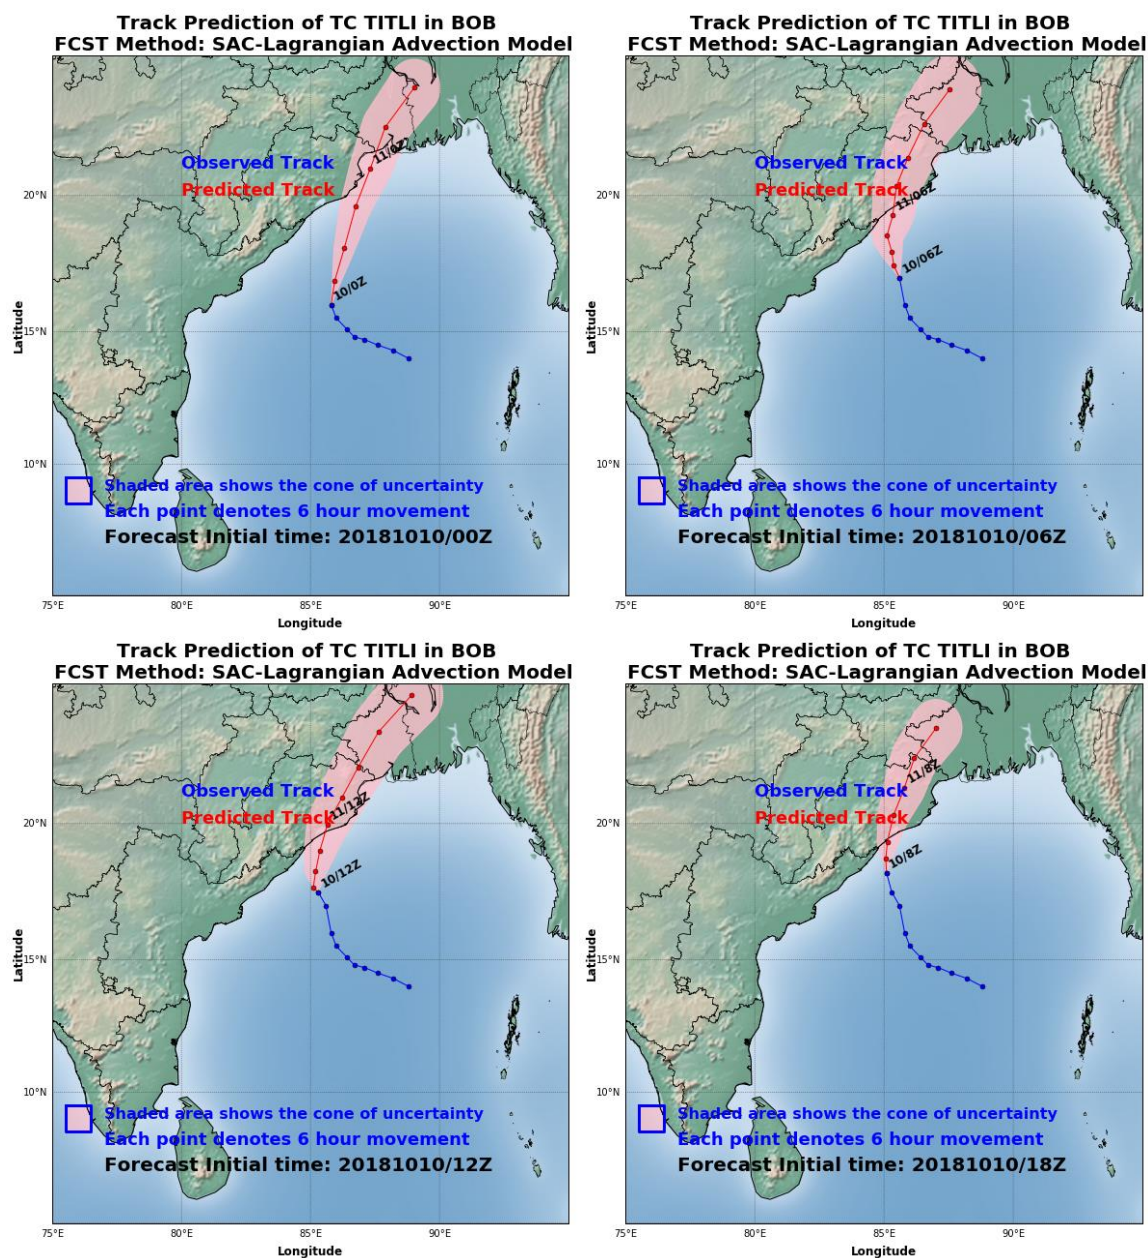 Track Prediction of TC TITLI in BOB
FCST Method: SAC-Lagrangian Advection Model
11/0Z
Observed Track
Predicted Track
20°N
10/0Z
15°N
Latitude
10°N
Shaded area shows the cone of uncertainty
Each point denotes 6 hour movement
Forecast Initial time: 20181010/00Z
75°E 80°E 85°E 90°E
Longitude
Track Prediction of TC TITLI in BOB
FCST Method: SAC-Lagrangian Advection Model
Observed Track
Predicted Track
20°N
11/06Z
10/06Z
15°N
Latitude
10°N
Shaded area shows the cone of uncertainty
Each point denotes 6 hour movement
Forecast Initial time: 20181010/06Z
75°E 80°E 85°E 90°E
Longitude
Track Prediction of TC TITLI in BOB
FCST Method: SAC-Lagrangian Advection Model
Observed Track
11/12Z
Predicted Track
20°N
10/12Z
15°N
Latitude
10°N
Shaded area shows the cone of uncertainty
Each point denotes 6 hour movement
Forecast Initial time: 20181010/12Z
75°E 80°E 85°E 90°E
Longitude
Track Prediction of TC TITLI in BOB
FCST Method: SAC-Lagrangian Advection Model
11/8Z
Observed Track
Predicted Track
20°N
10/8Z
15°N
Latitude
10°N
Shaded area shows the cone of uncertainty
Each point denotes 6 hour movement
Forecast Initial time: 20181010/18Z
75°E 80°E 85°E 90°E
Longitude